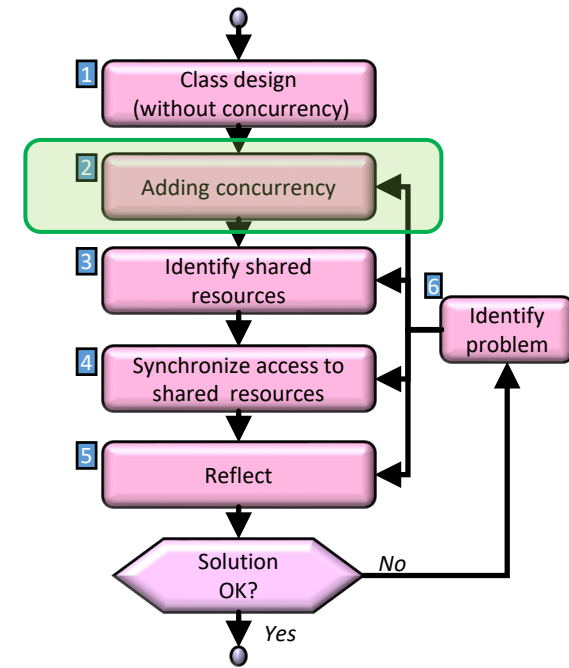 1
Class design
(without concurrency)
2
Adding concurrency
3
Identify shared
resources
6
Identify
problem
4
Synchronize access to
shared resources
5
Reflect
Solution
OK?
No
Yes